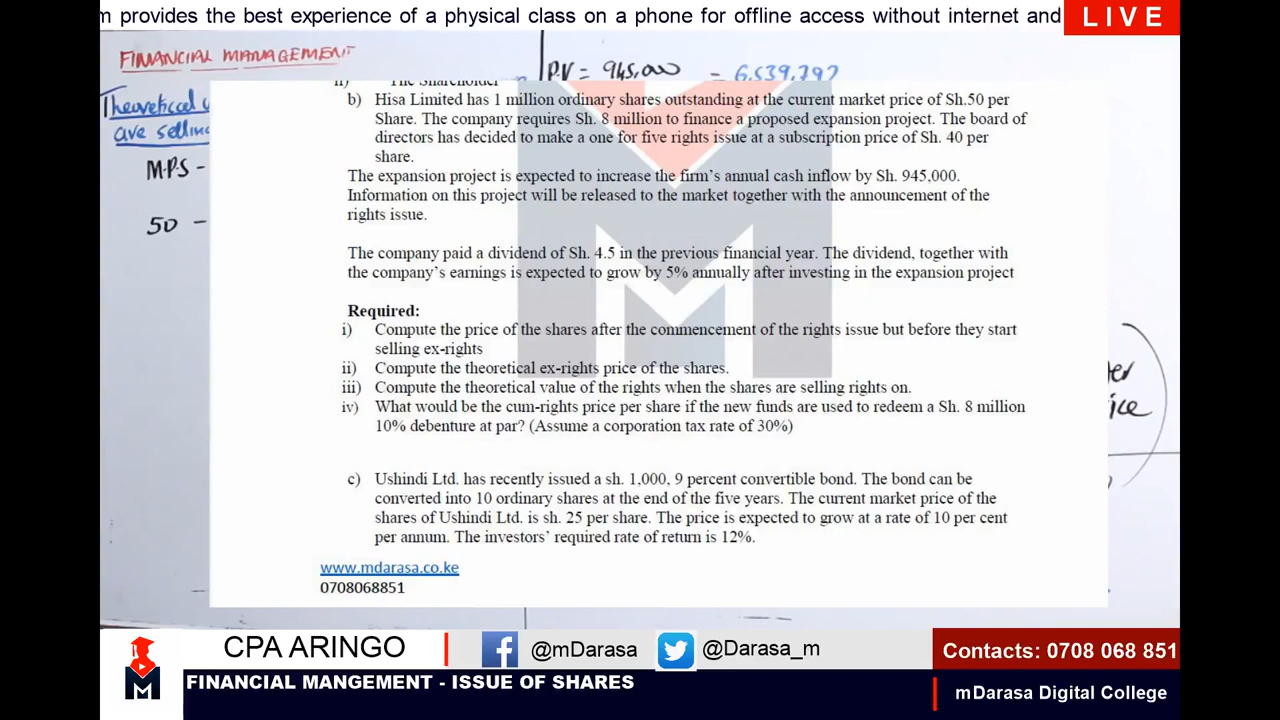 m provides the best experience of a physical class on a phone for offline access without internet and
LIVE
FINANCIAL MANAGEMENT
P.V = 945,000 = 6,539,792
Theoretical
are selling
M.P.S -
50 -
The Shareholder
b) Hisa Limited has 1 million ordinary shares outstanding at the current market price of Sh.50 per
Share. The company requires Sh. 8 million to finance a proposed expansion project. The board of
directors has decided to make a one for five rights issue at a subscription price of Sh. 40 per
share.
The expansion project is expected to increase the firm's annual cash inflow by Sh. 945,000.
Information on this project will be released to the market together with the announcement of the
rights issue.
The company paid a dividend of Sh. 4.5 in the previous financial year. The dividend, together with
the company's earnings is expected to grow by 5% annually after investing in the expansion project
Required:
i) Compute the price of the shares after the commencement of the rights issue but before they start
selling ex-rights
ii) Compute the theoretical ex-rights price of the shares.
iii) Compute the theoretical value of the rights when the shares are selling rights on.
iv) What would be the cum-rights price per share if the new funds are used to redeem a Sh. 8 million
10% debenture at par? (Assume a corporation tax rate of 30%)
c) Ushindi Ltd. has recently issued a sh. 1,000, 9 percent convertible bond. The bond can be
converted into 10 ordinary shares at the end of the five years. The current market price of the
shares of Ushindi Ltd. is sh. 25 per share. The price is expected to grow at a rate of 10 per cent
per annum. The investors' required rate of return is 12%.
www.mdarasa.co.ke
0708068851
CPA ARINGO
@mDarasa
@Darasa_m
Contacts: 0708 068 851
FINANCIAL MANGEMENT - ISSUE OF SHARES
mDarasa Digital College